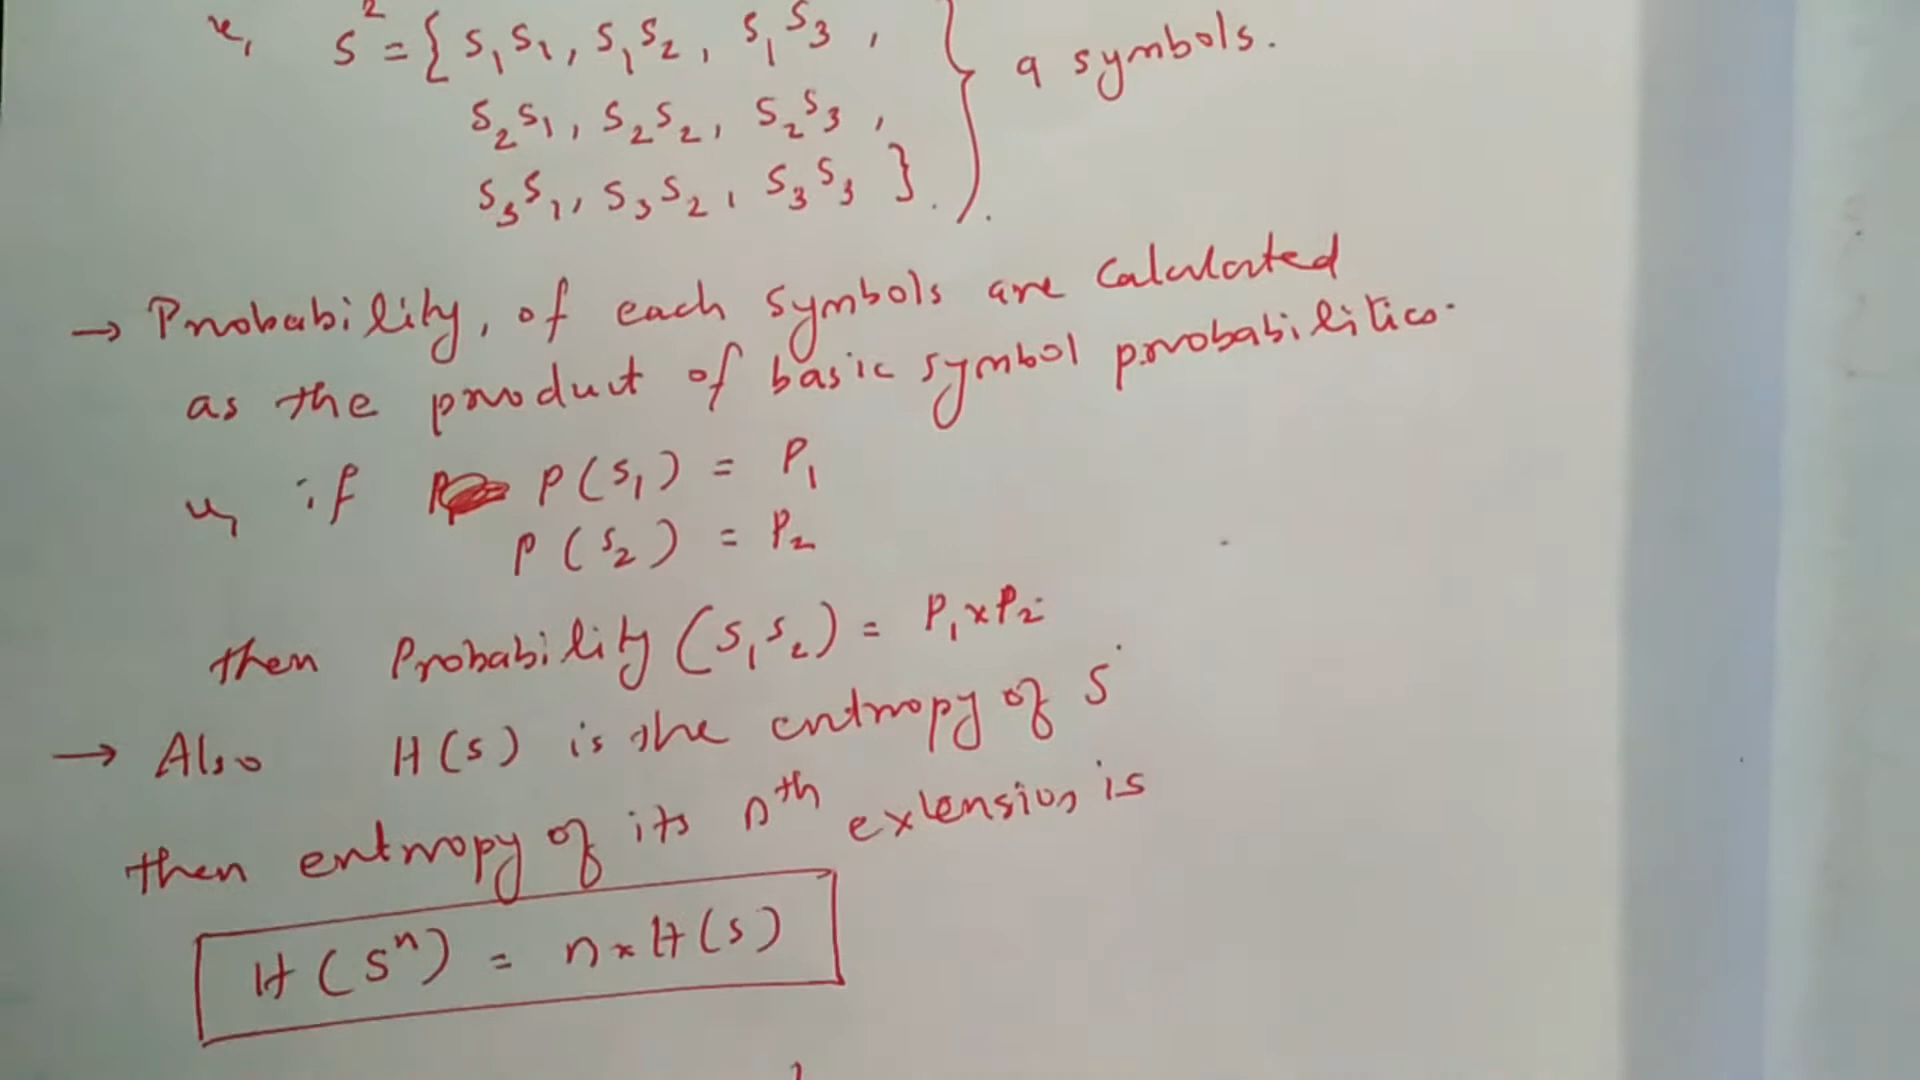 S² = { S₁S₁, S₁S₂, S₁S₃, } 9 symbols.
S₂S₁, S₂S₂, S₂S₃,
S₃S₁, S₃S₂, S₃S₃ }.
→ Probability, of each symbols are calculated
as the product of basic symbol probabilities.
if P(S₁) = P₁
P(S₂) = P₂
then Probability (S₁S₂) = P₁×P₂
→ Also H(S) is the entropy of S
then entropy of its nth extension is
H(Sⁿ) = n×H(S)